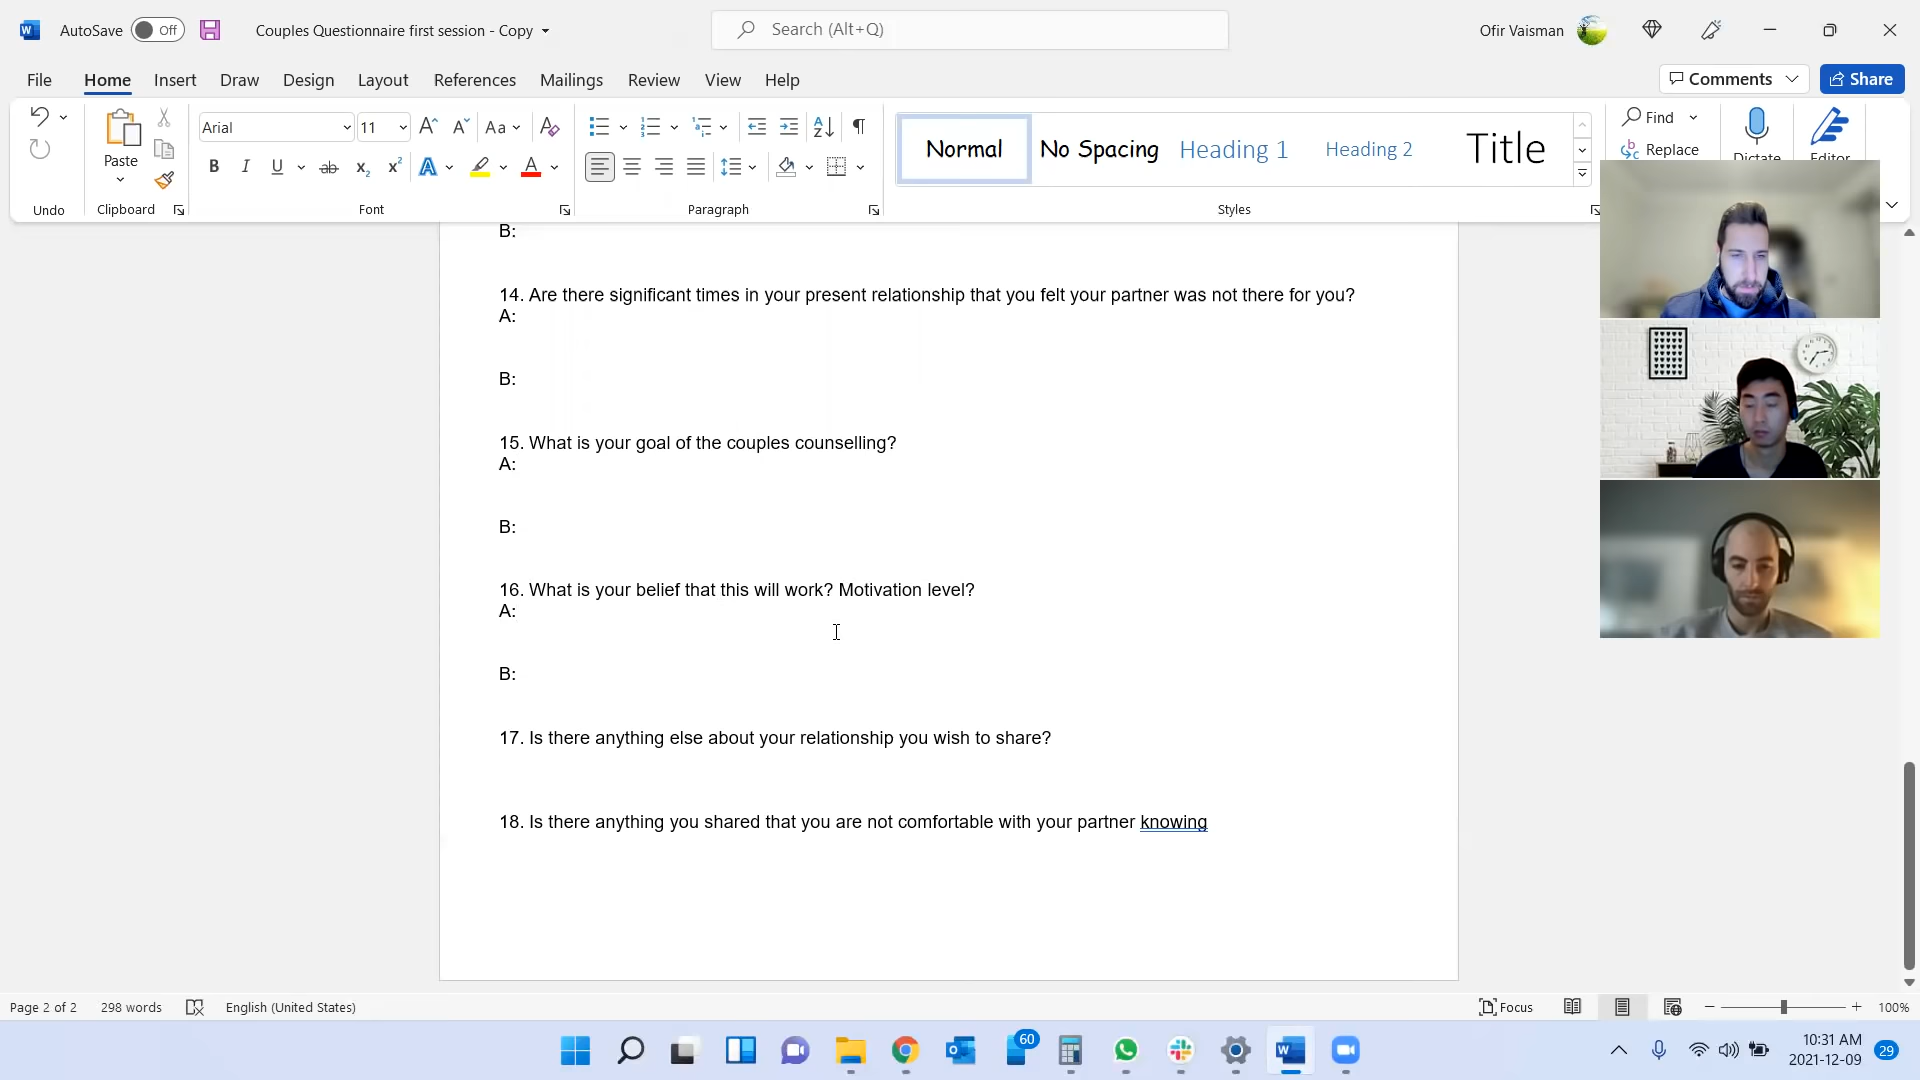 AutoSave Off Couples Questionnaire first session - Copy Search (Alt+Q) Ofir Vaisman
File Home Insert Draw Design Layout References Mailings Review View Help Comments Share
Arial 11 Aa Normal No Spacing Heading 1 Heading 2 Title Find
Paste Replace Dictate Editor
Undo Clipboard Font Paragraph Styles
B:
14. Are there significant times in your present relationship that you felt your partner was not there for you?
A:
B:
15. What is your goal of the couples counselling?
A:
B:
16. What is your belief that this will work? Motivation level?
A:
B:
17. Is there anything else about your relationship you wish to share?
18. Is there anything you shared that you are not comfortable with your partner knowing
Page 2 of 2 298 words English (United States) Focus 100%
60
10:31 AM
2021-12-09 29